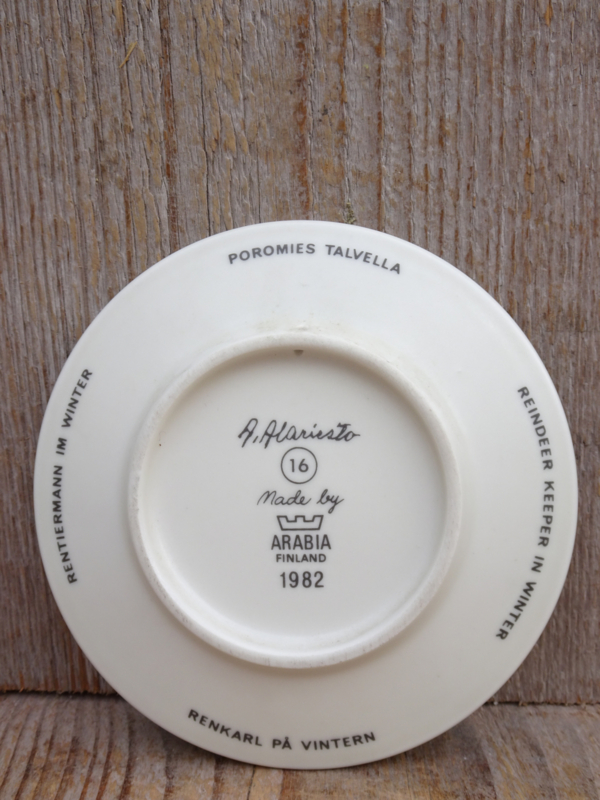 POROMIES TALVELLA
REINDEER KEEPER IN WINTER
RENKARL PÅ VINTERN
RENTIERMANN IM WINTER
A. Alariesto
16
Made by
ARABIA
FINLAND
1982